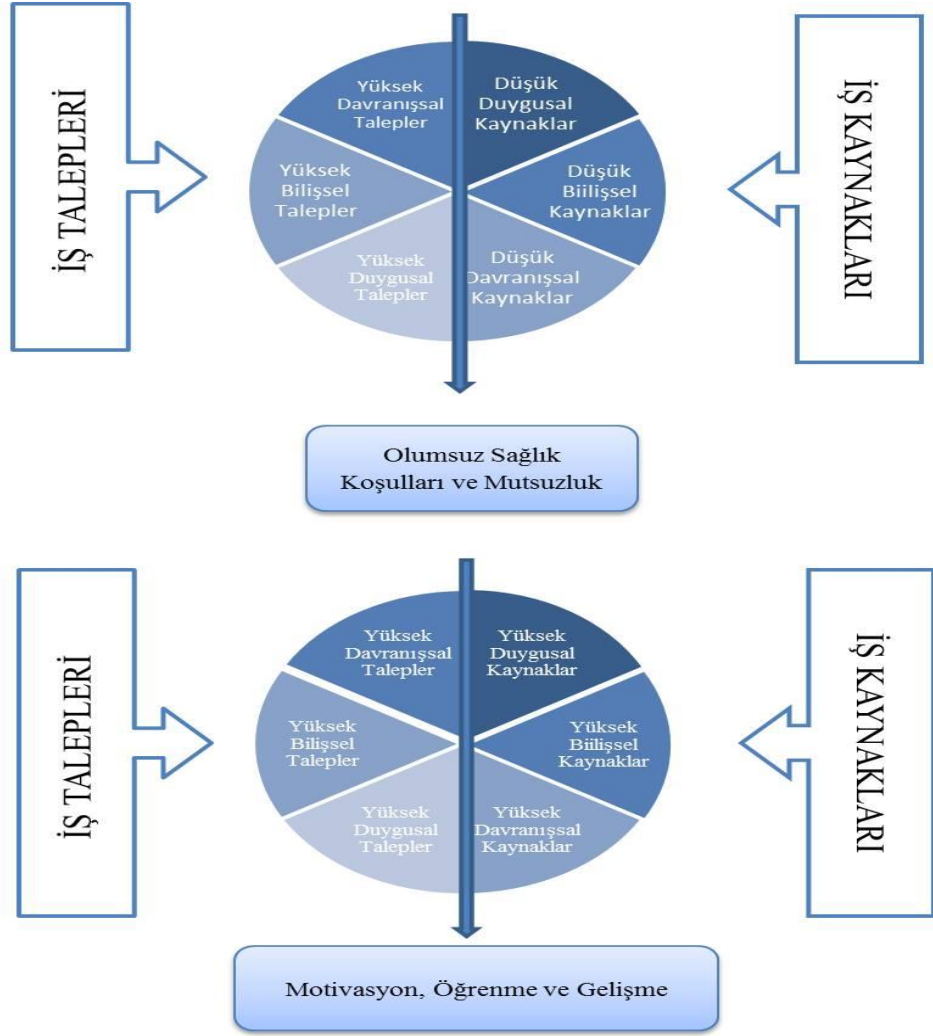 İŞ TALEPLERİ
Yüksek
Davranışsal
Talepler
Düşük
Duygusal
Kaynaklar
Yüksek
Bilişsel
Talepler
Düşük
Biilişsel
Kaynaklar
Yüksek
Duygusal
Talepler
Düşük
Davranışsal
Kaynaklar
İŞ KAYNAKLARI
Olumsuz Sağlık
Koşulları ve Mutsuzluk
İŞ TALEPLERİ
Yüksek
Davranışsal
Talepler
Yüksek
Duygusal
Kaynaklar
Yüksek
Bilişsel
Talepler
Yüksek
Biilişsel
Kaynaklar
Yüksek
Duygusal
Talepler
Yüksek
Davranışsal
Kaynaklar
İŞ KAYNAKLARI
Motivasyon, Öğrenme ve Gelişme